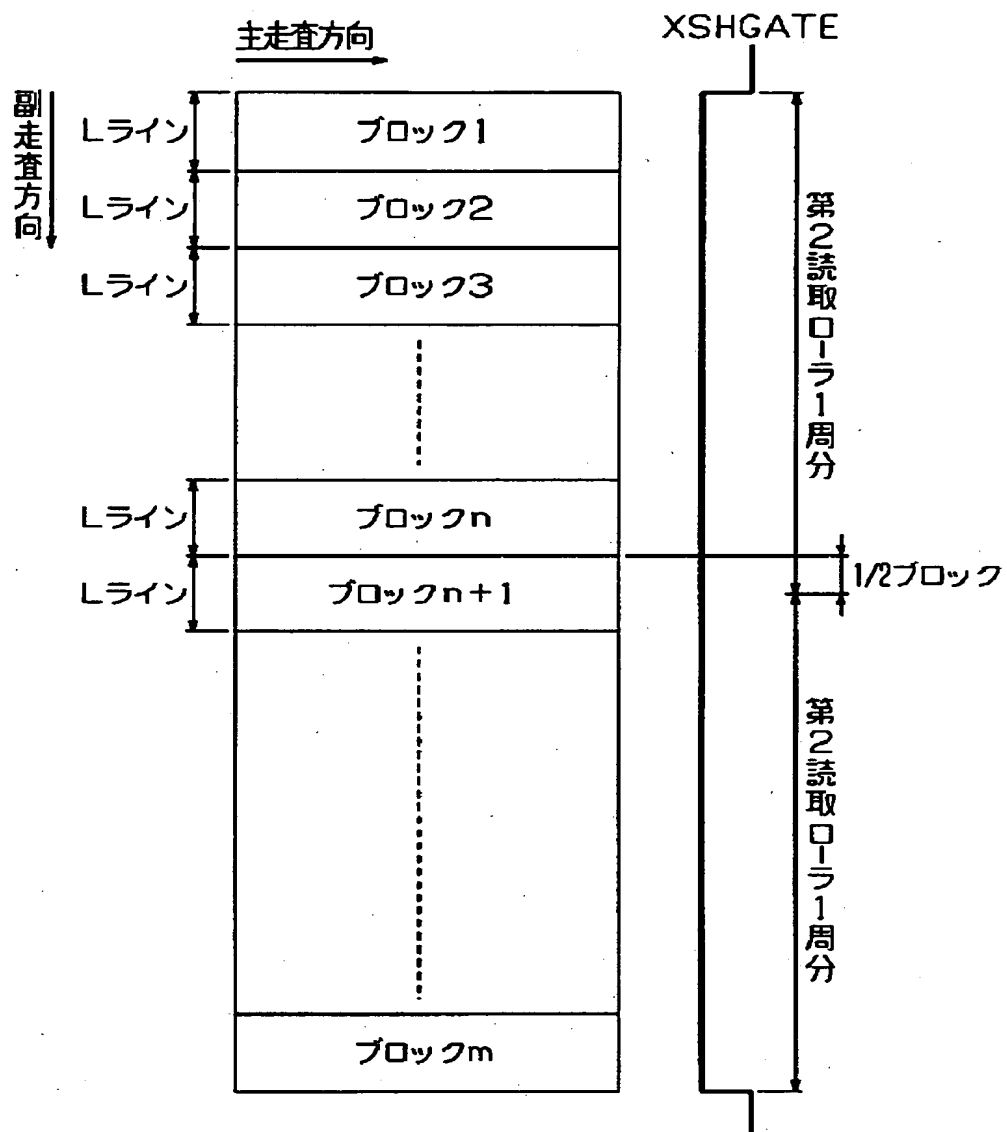 主走査方向
XSHGATE
副走査方向
Lライン
ブロック1
Lライン
ブロック2
Lライン
ブロック3
第2読取ローラ1周分
Lライン
ブロックn
1/2ブロック
Lライン
ブロックn+1
第2読取ローラ1周分
ブロックm